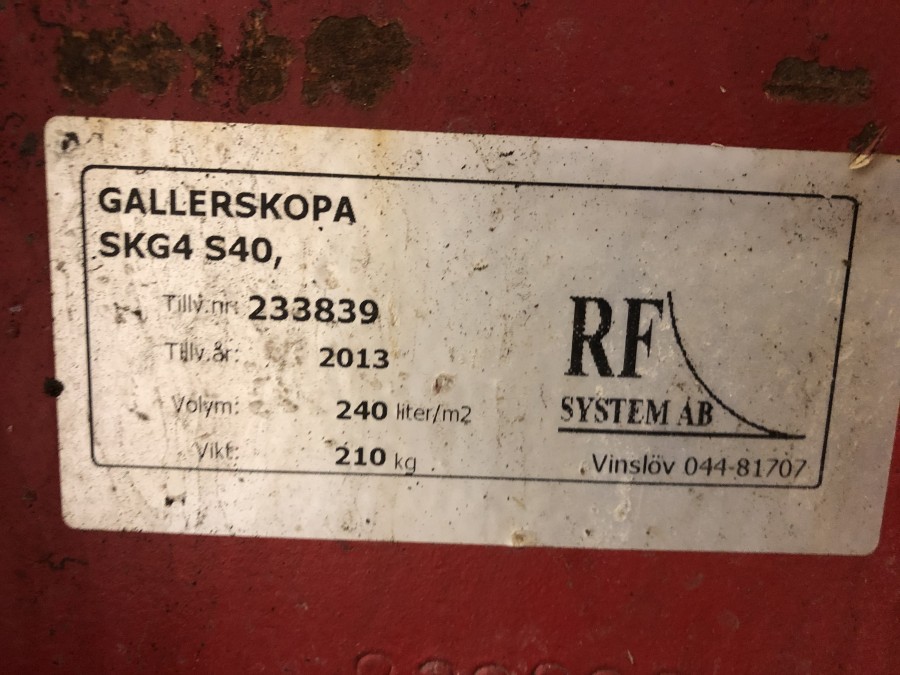 GALLERSKOPA
SKG4 S40,
Tillv.nr: 233839
Tillv.år: 2013
Volym: 240 liter/m2
Vikt: 210 kg
RF
SYSTEM AB
Vinslöv 044-81707